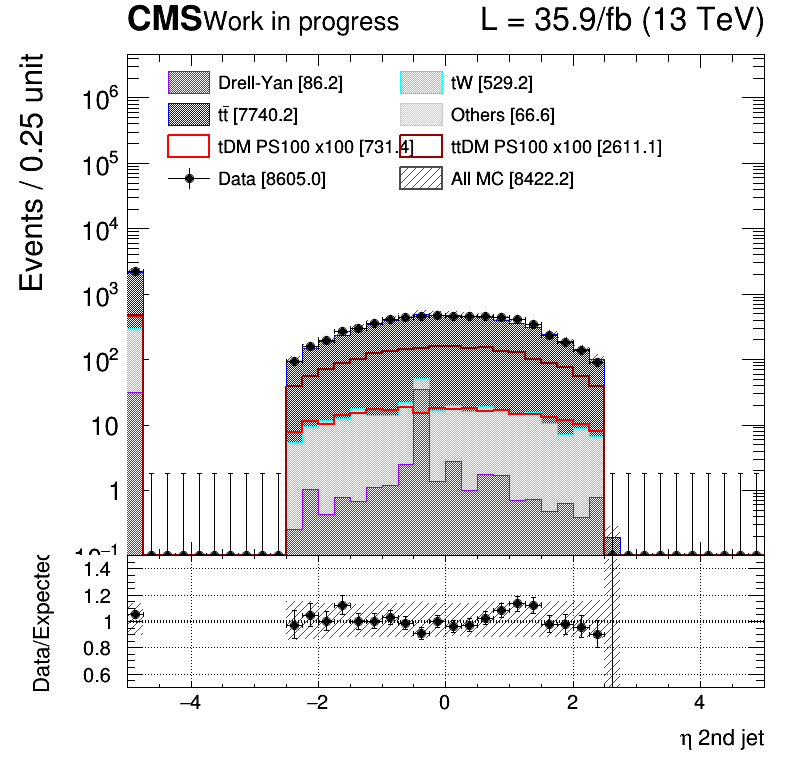 CMS Work in progress L = 35.9/fb (13 TeV)
Events / 0.25 unit
Drell-Yan [86.2] tW [529.2]
tt̄ [7740.2] Others [66.6]
tDM PS100 x100 [731.4] ttDM PS100 x100 [2611.1]
Data [8605.0] All MC [8422.2]
10⁶
10⁵
10⁴
10³
10²
10
1
10⁻¹
Data/Expected
1.4
1.2
1
0.8
0.6
−4 −2 0 2 4
η 2nd jet